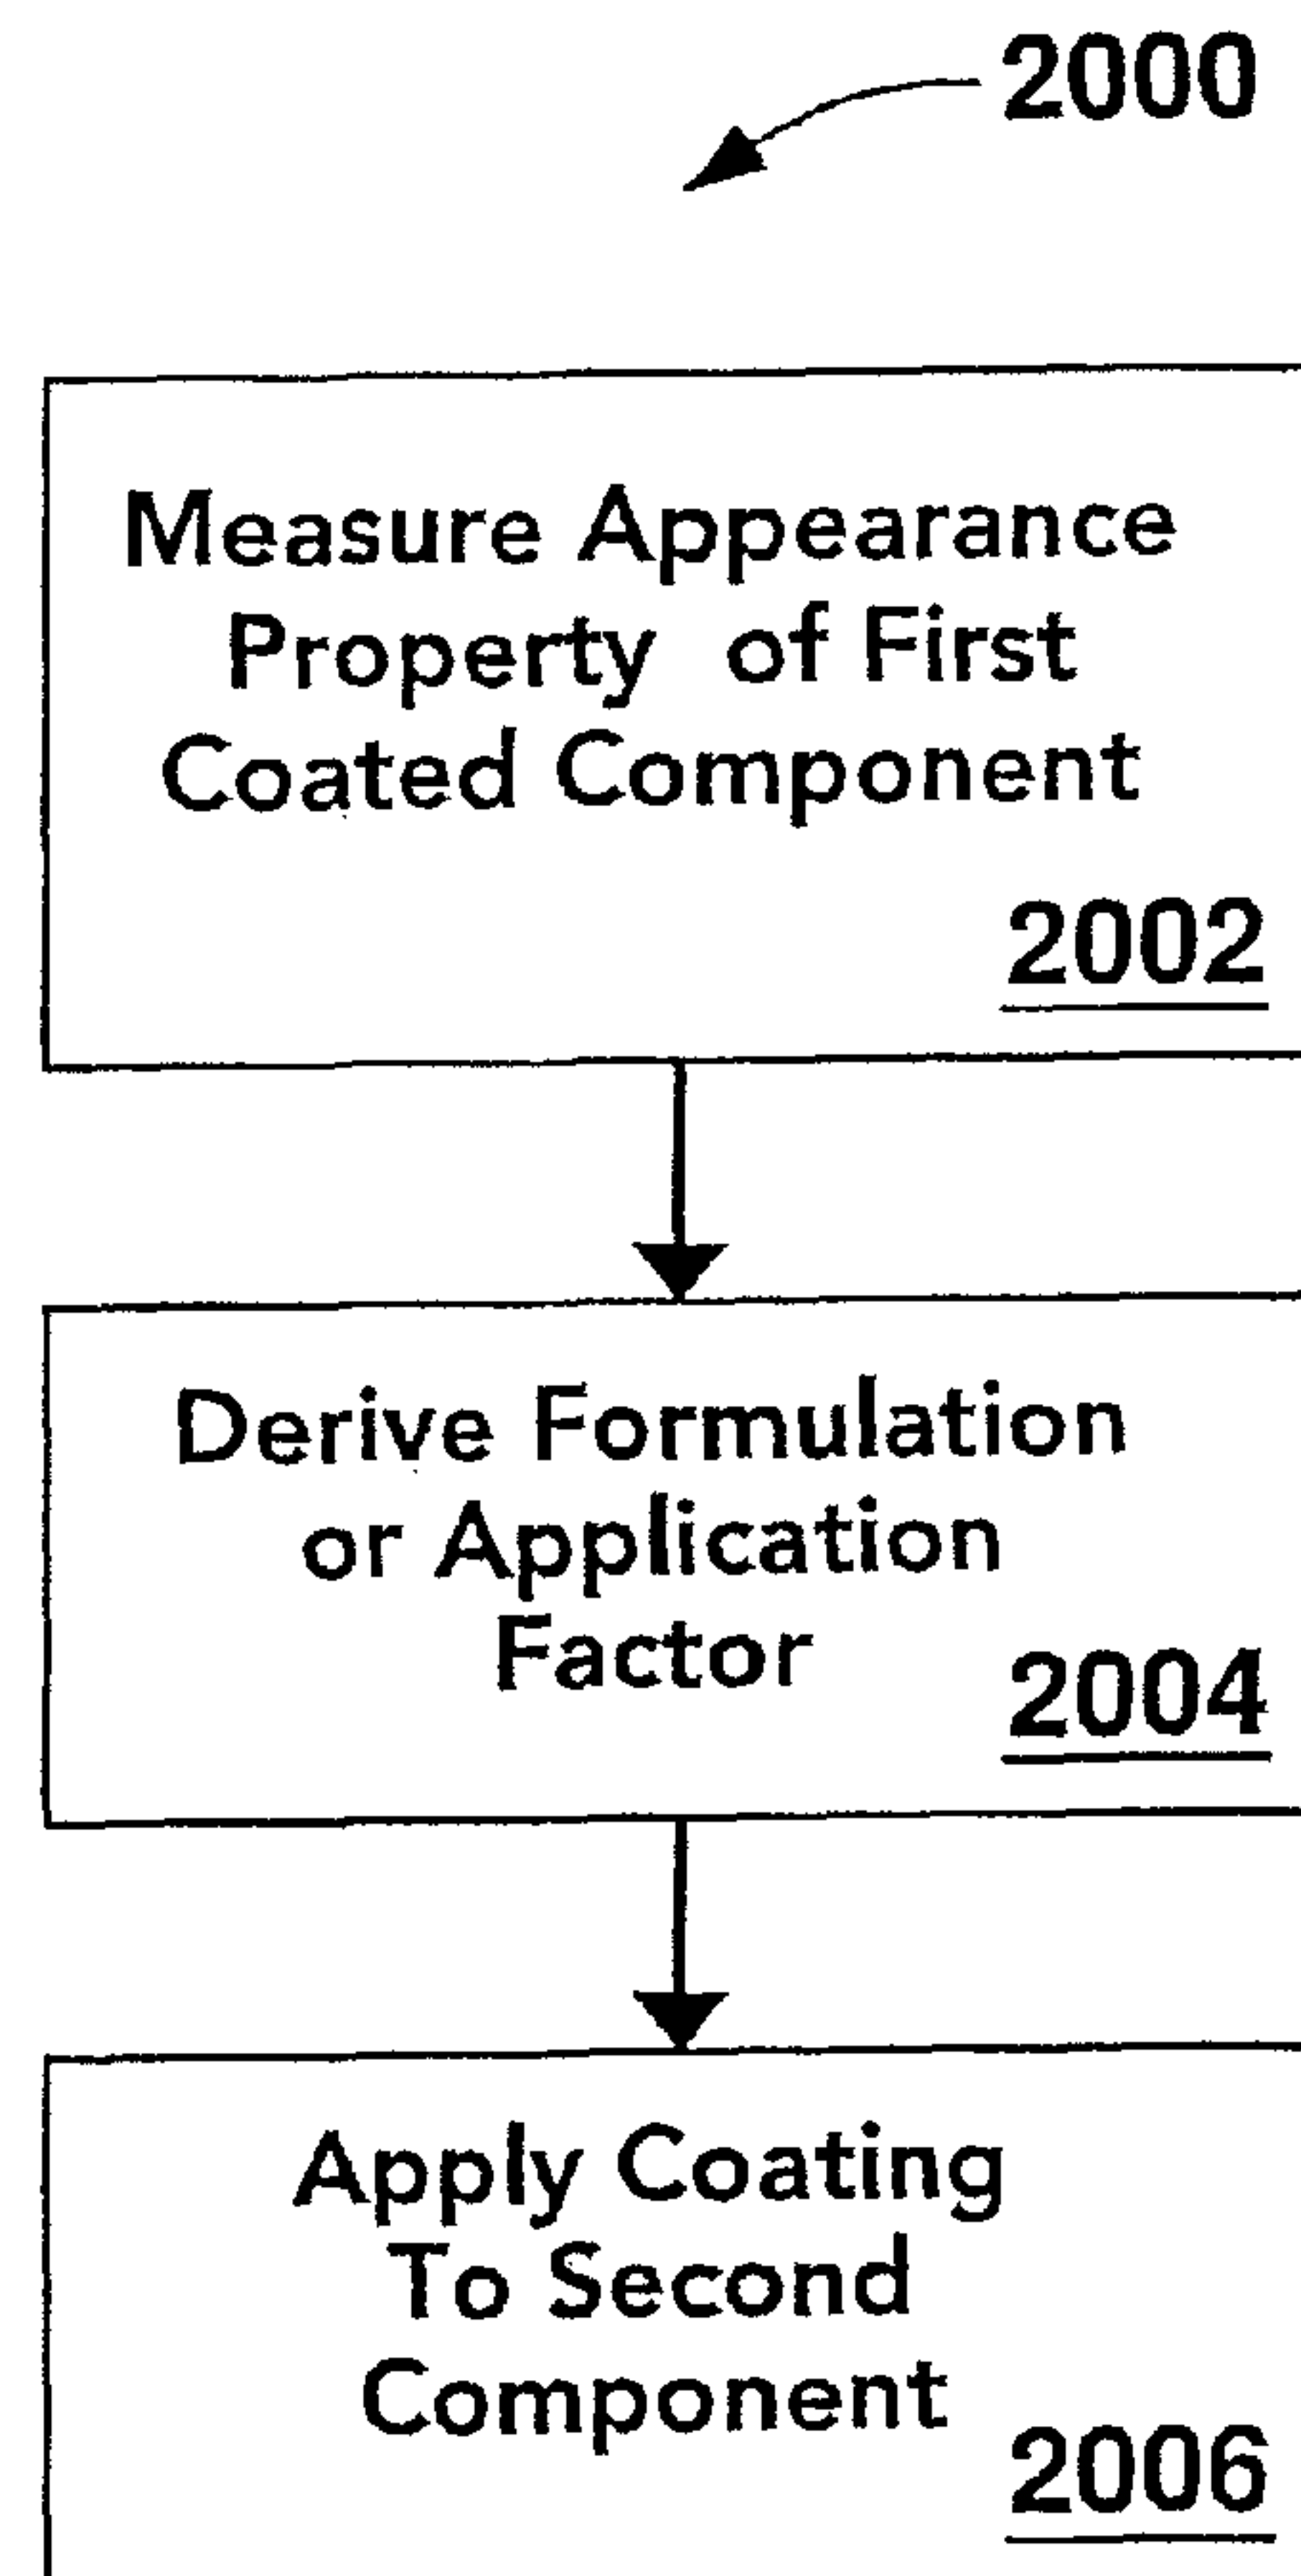 2000
Measure Appearance
Property of First
Coated Component
2002
Derive Formulation
or Application
Factor
2004
Apply Coating
To Second
Component
2006